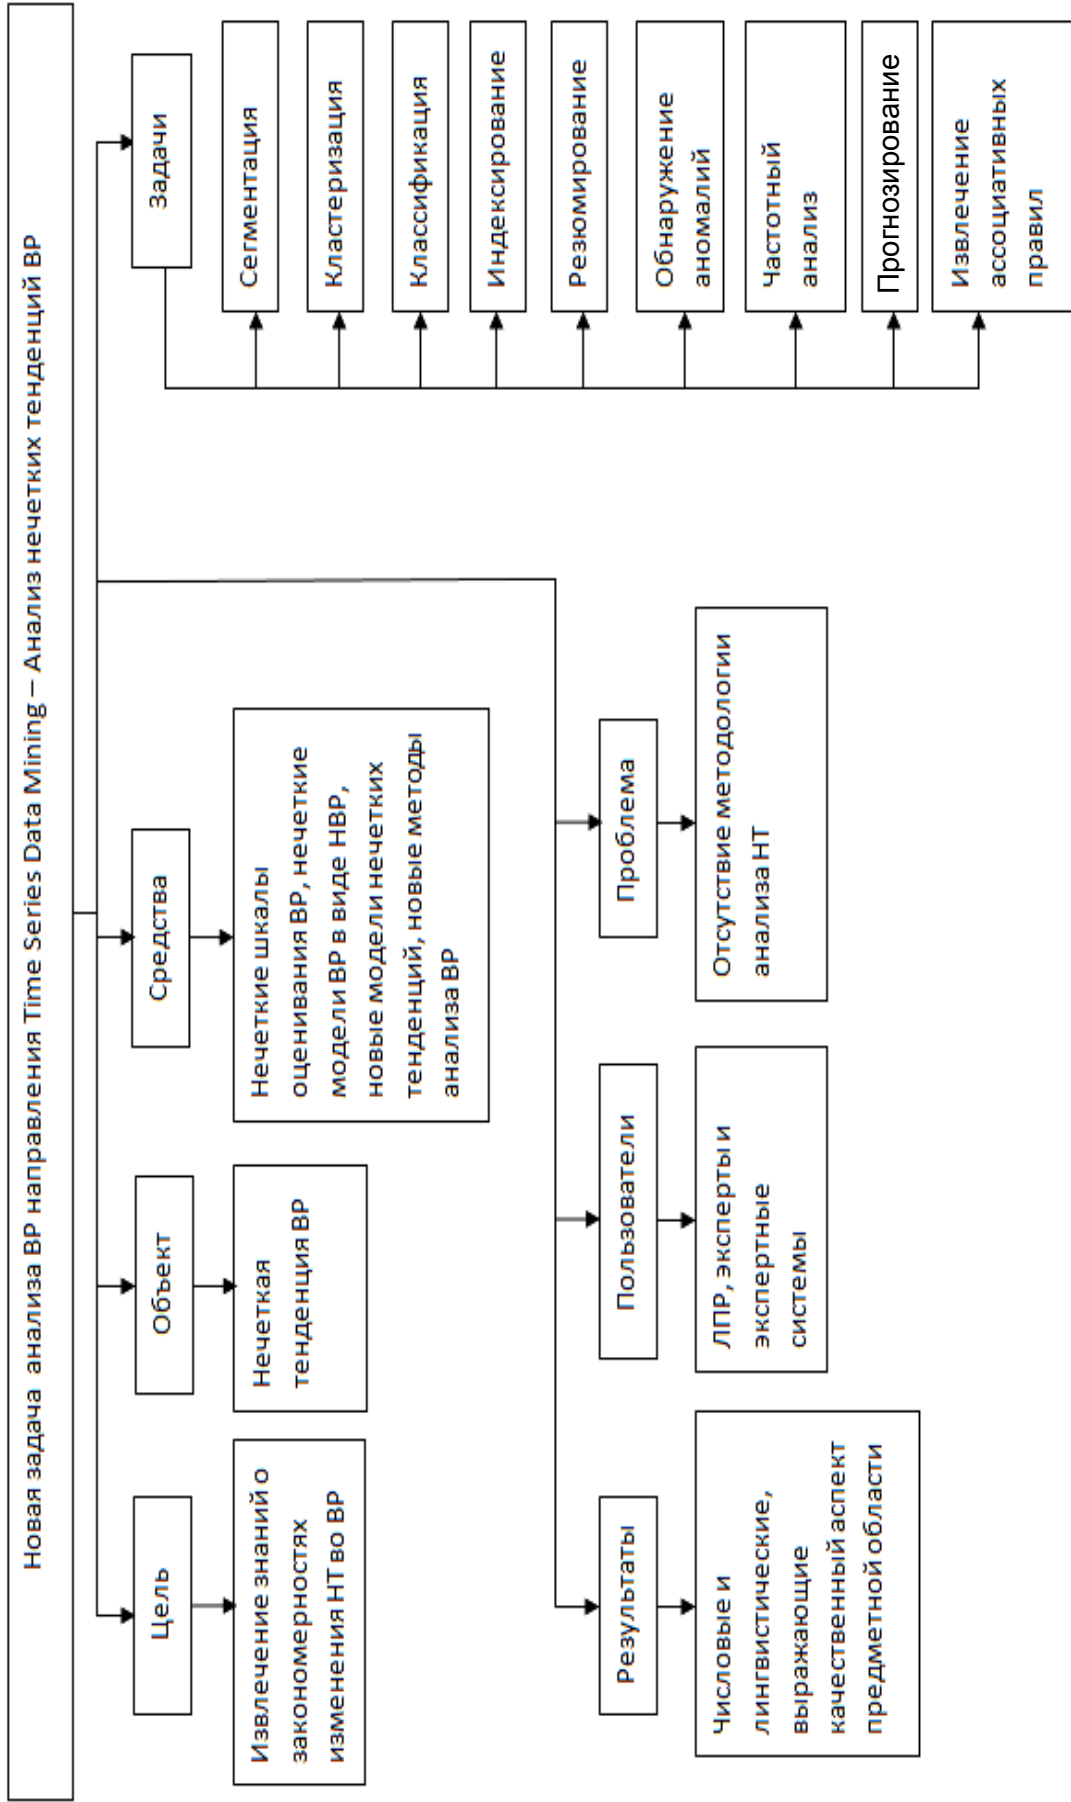 Новая задача анализа ВР направления Time Series Data Mining – Анализ нечетких тенденций ВР
Цель
Извлечение знаний о
закономерностях
изменения НТ во ВР
Объект
Нечеткая
тенденция ВР
Средства
Нечеткие шкалы
оценивания ВР, нечеткие
модели ВР в виде НВР,
новые модели нечетких
тенденций, новые методы
анализа ВР
Задачи
Сегментация
Кластеризация
Классификация
Индексирование
Резюмирование
Обнаружение
аномалий
Частотный
анализ
Прогнозирование
Извлечение
ассоциативных
правил
Результаты
Числовые и
лингвистические,
выражающие
качественный аспект
предметной области
Пользователи
ЛПР, эксперты и
экспертные
системы
Проблема
Отсутствие методологии
анализа НТ